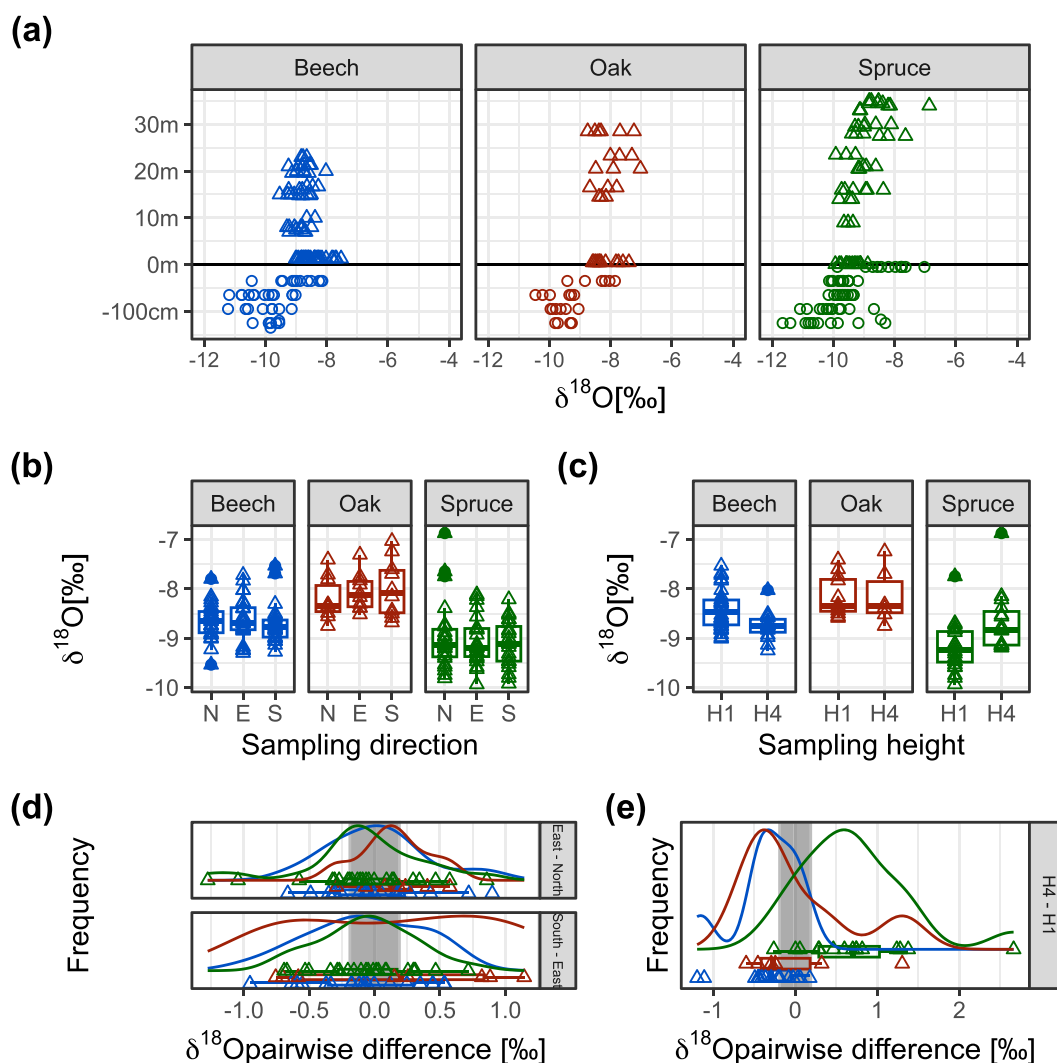 (a)
Beech Oak Spruce
30m
20m
10m
0m
-100cm
-12 -10 -8 -6 -4 -12 -10 -8 -6 -4 -12 -10 -8 -6 -4
δ¹⁸O[‰]
(b)
Beech Oak Spruce
δ¹⁸O[‰]
-7
-8
-9
-10
N E S N E S N E S
Sampling direction
(c)
Beech Oak Spruce
δ¹⁸O[‰]
-7
-8
-9
-10
H1 H4 H1 H4 H1 H4
Sampling height
(d)
Frequency
East - North
South - East
-1.0 -0.5 0.0 0.5 1.0
δ¹⁸Opairwise difference [‰]
(e)
Frequency
H4 - H1
-1 0 1 2
δ¹⁸Opairwise difference [‰]